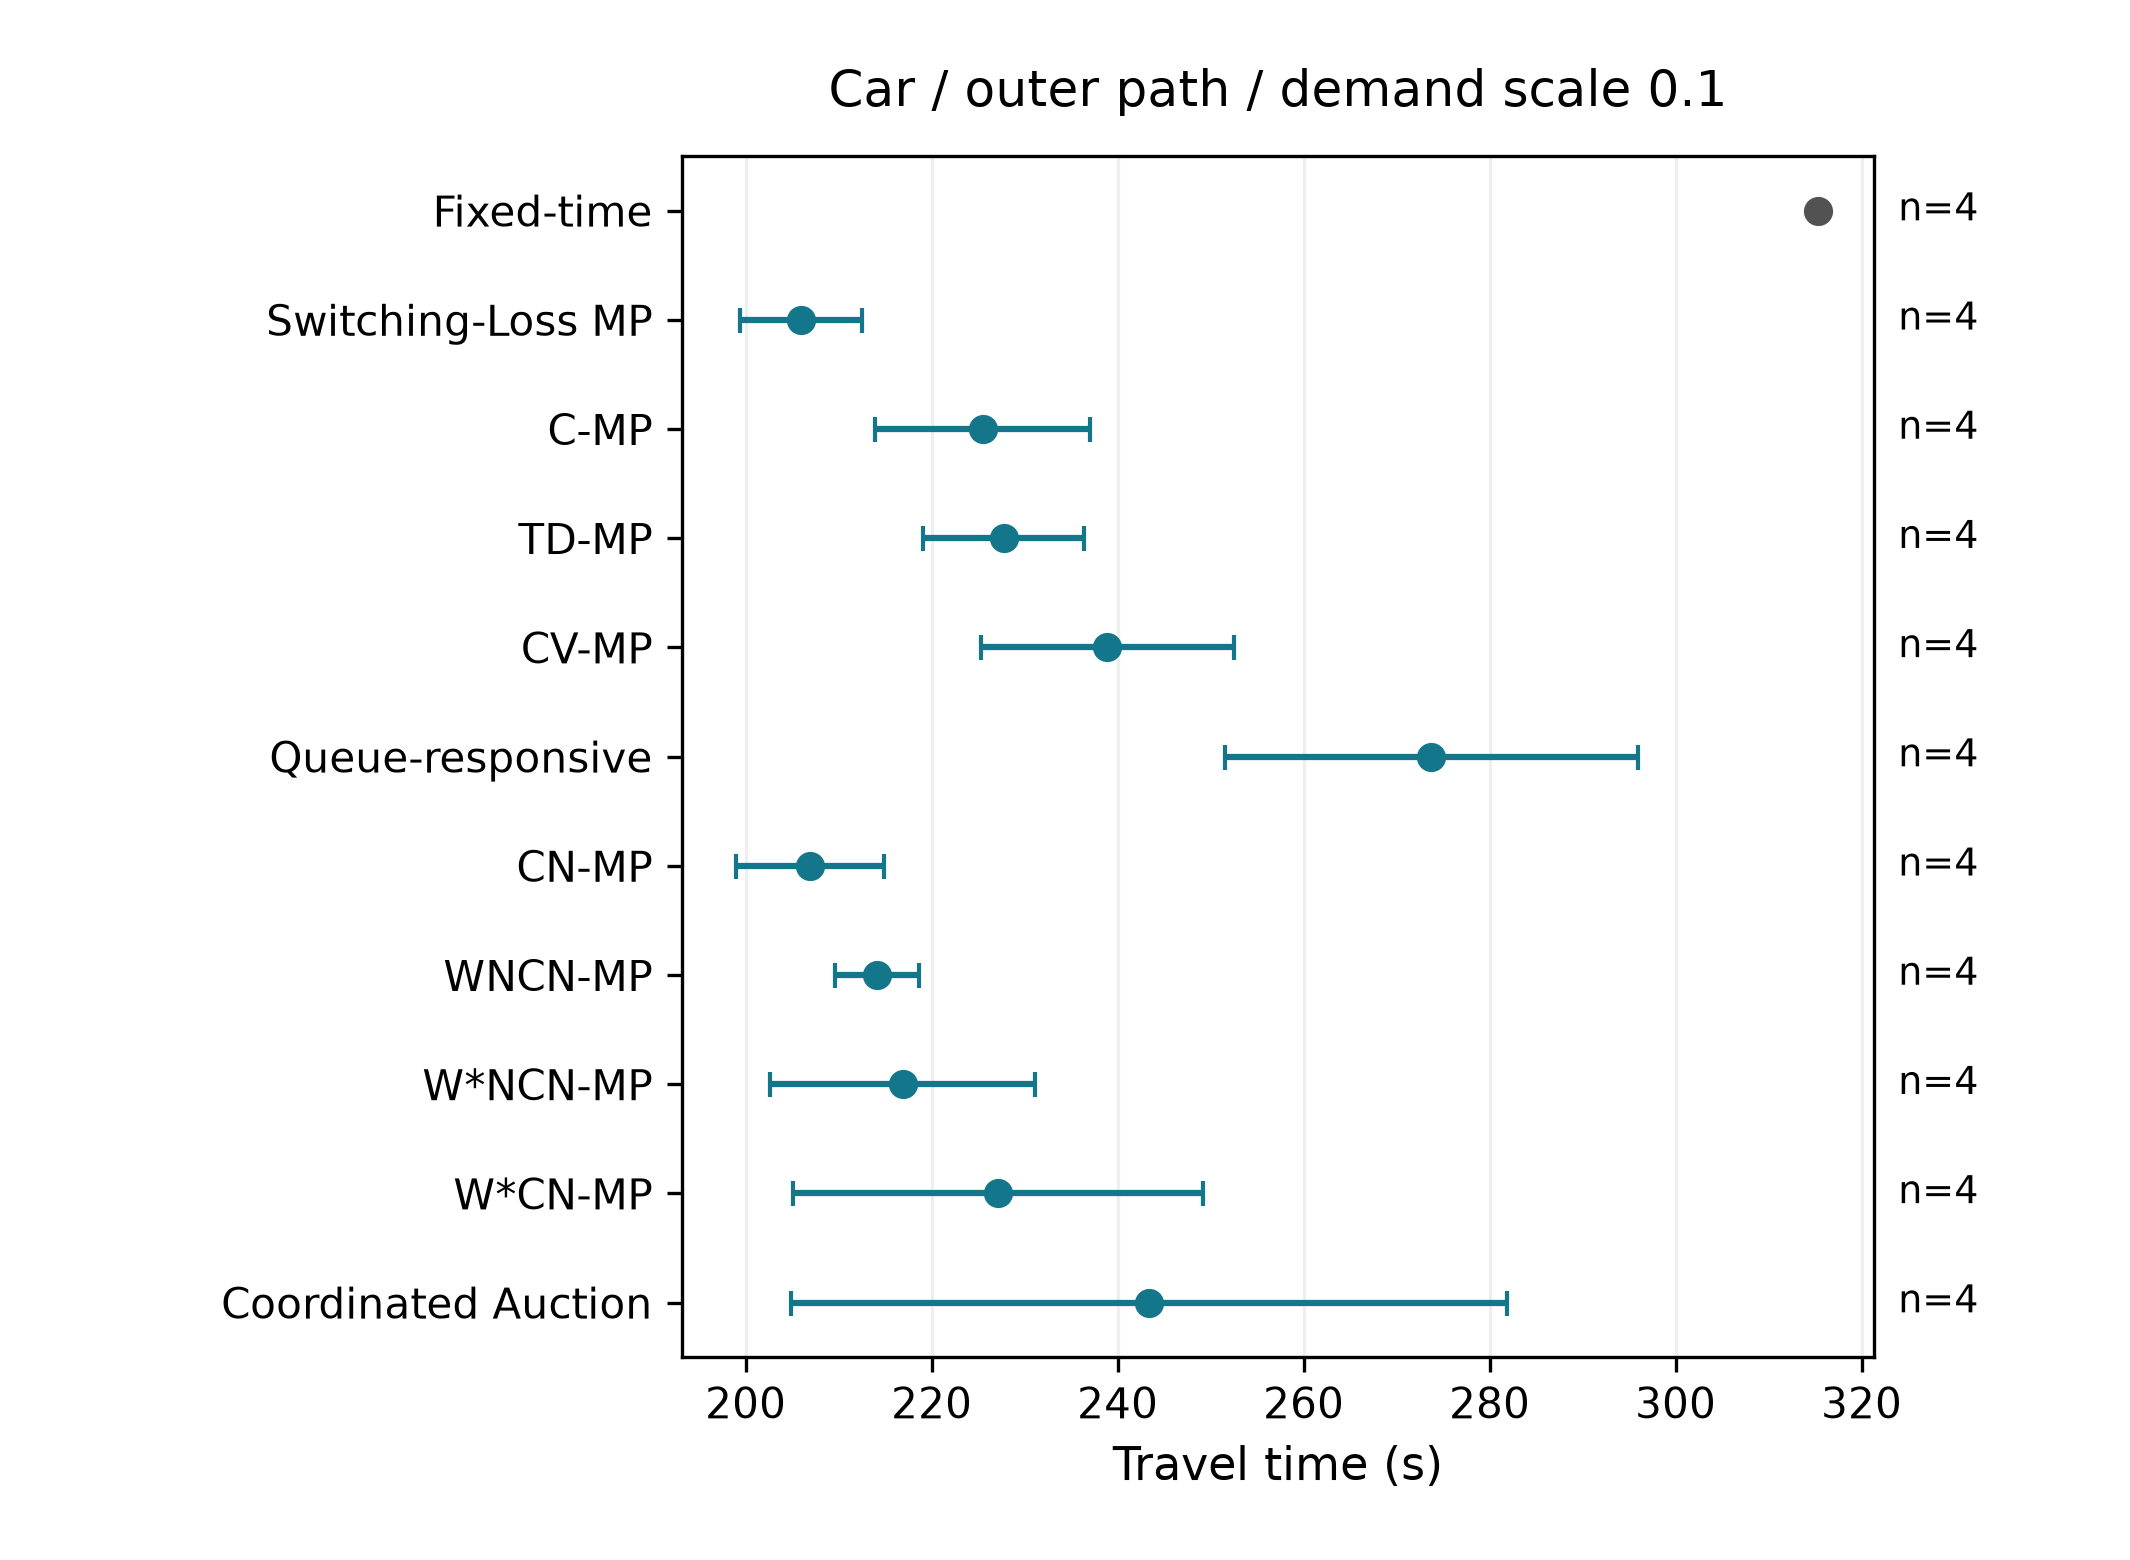 Car / outer path / demand scale 0.1
Fixed-time n=4
Switching-Loss MP n=4
C-MP n=4
TD-MP n=4
CV-MP n=4
Queue-responsive n=4
CN-MP n=4
WNCN-MP n=4
W*NCN-MP n=4
W*CN-MP n=4
Coordinated Auction n=4
200 220 240 260 280 300 320
Travel time (s)